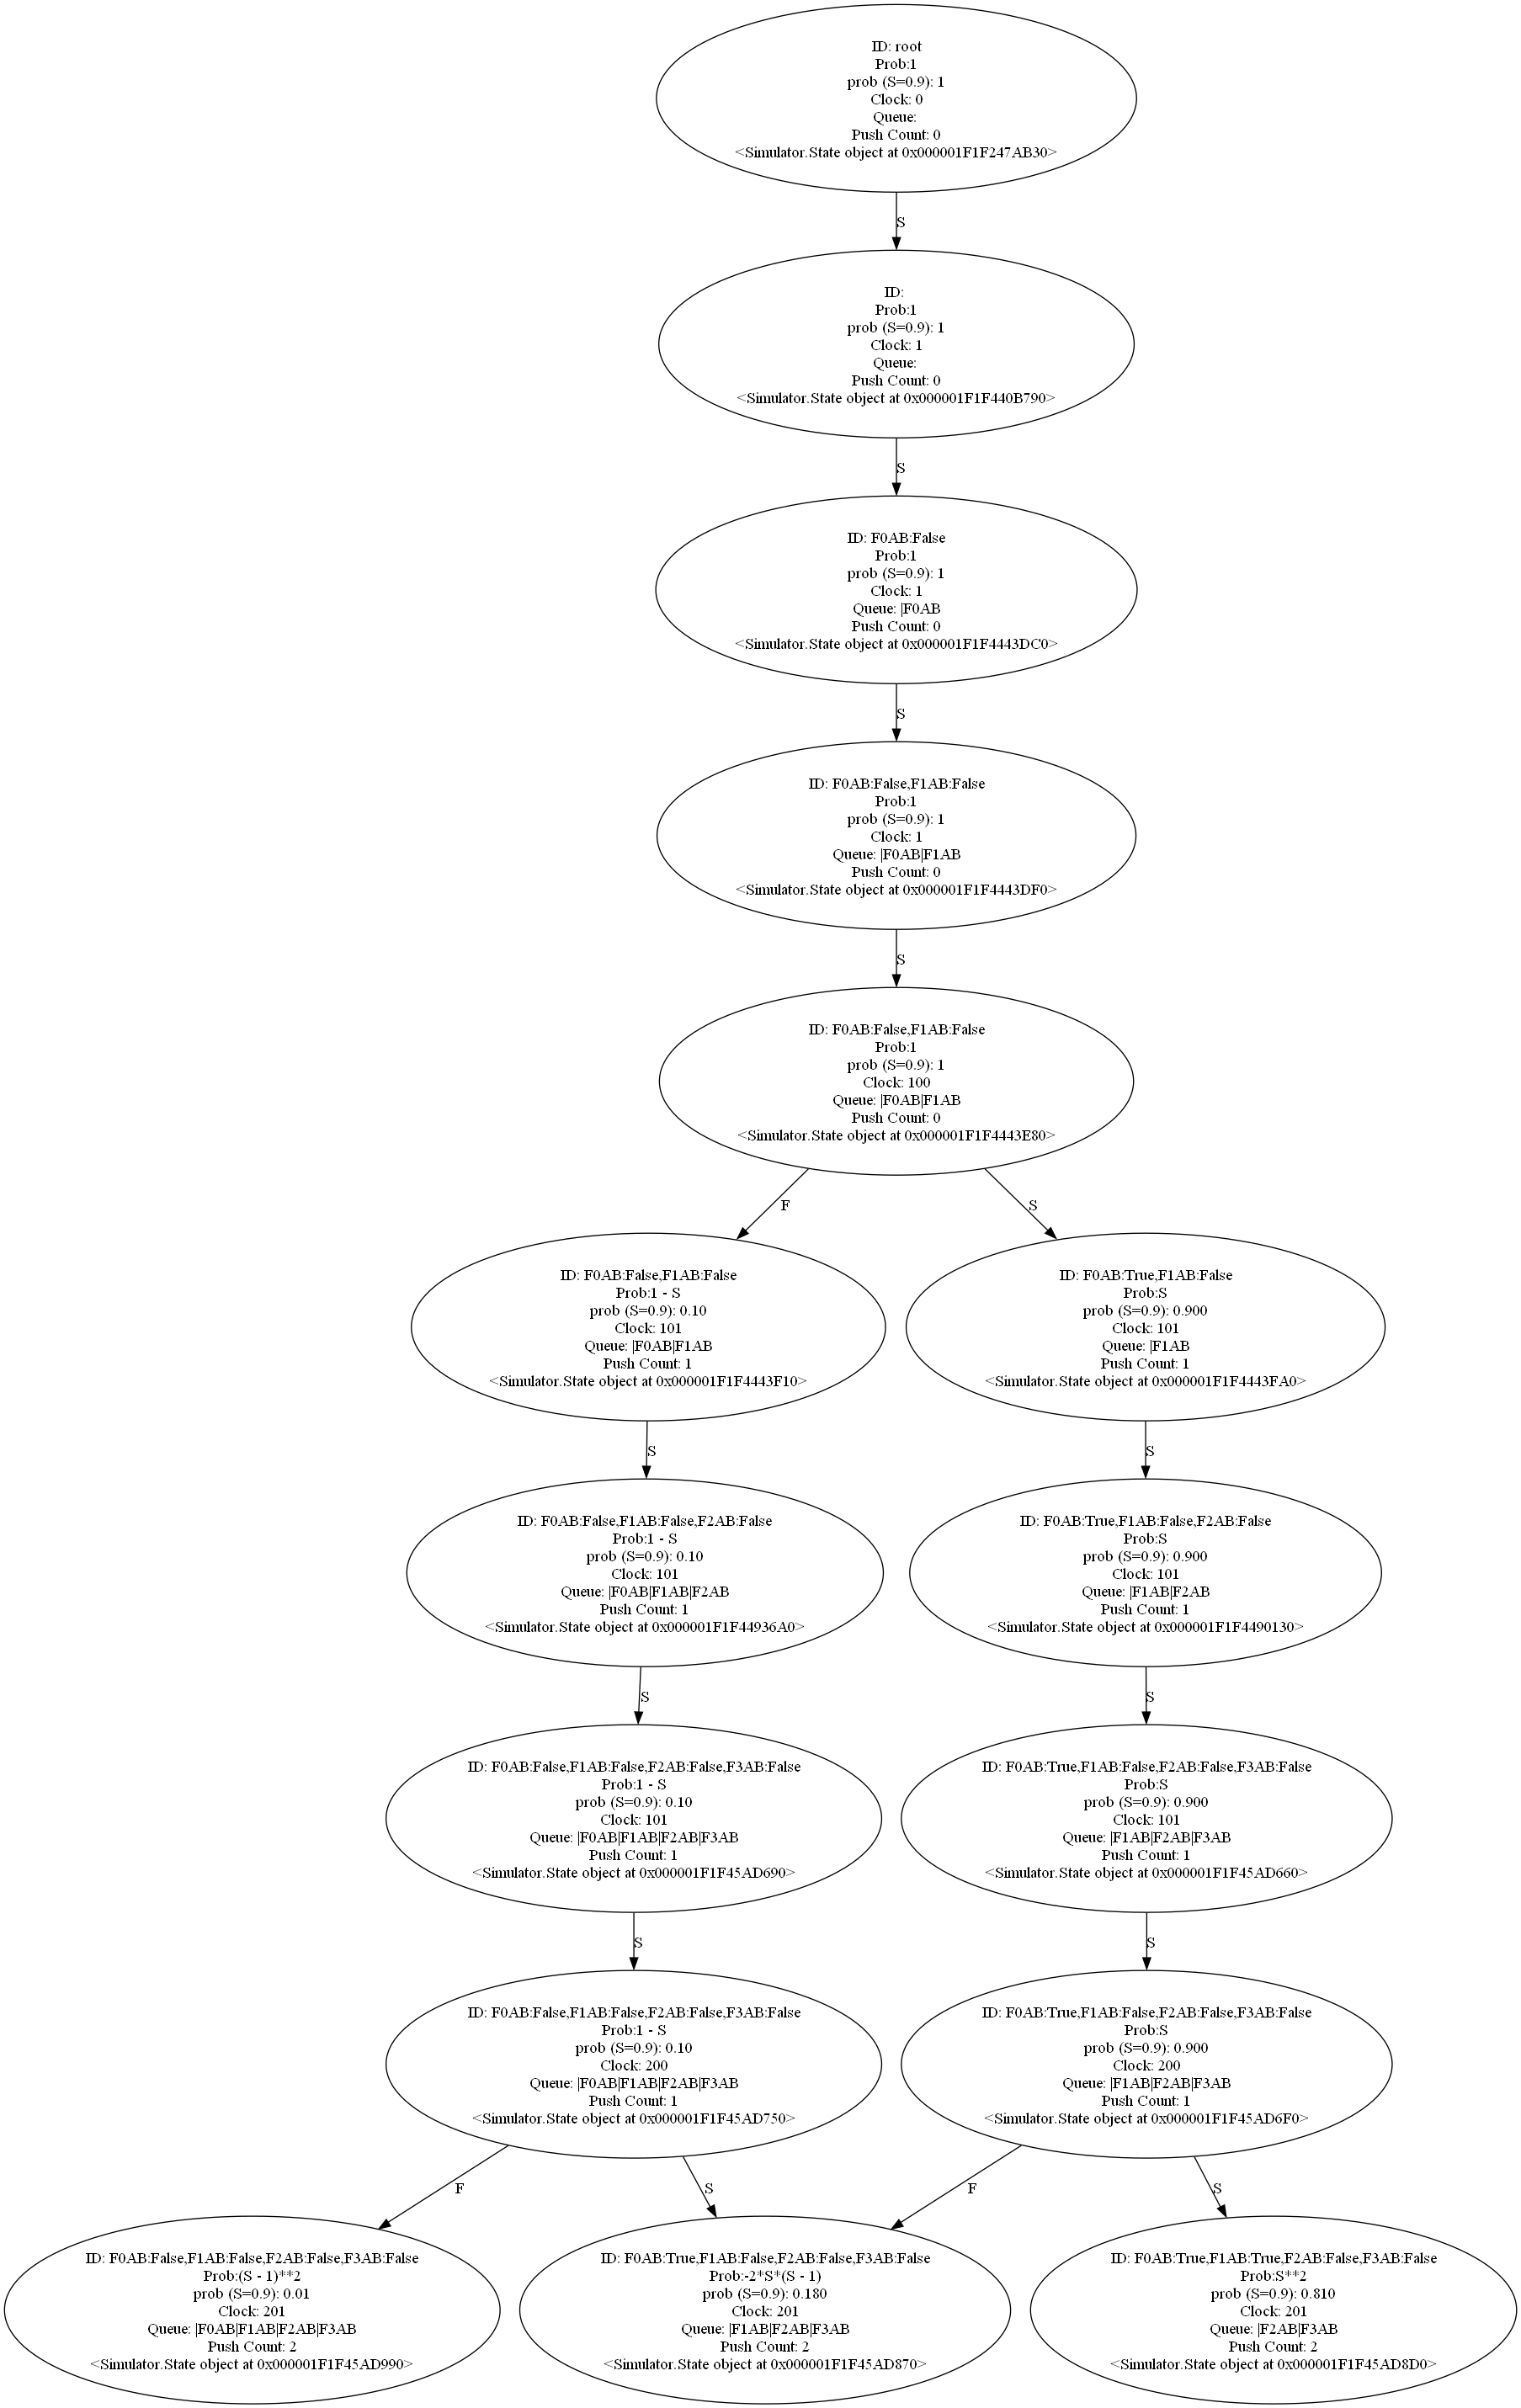 ID: root
Prob:1
prob (S=0.9): 1
Clock: 0
Queue:
Push Count: 0
<Simulator.State object at 0x000001F1F247AB30>
S
ID:
Prob:1
prob (S=0.9): 1
Clock: 1
Queue:
Push Count: 0
<Simulator.State object at 0x000001F1F440B790>
S
ID: F0AB:False
Prob:1
prob (S=0.9): 1
Clock: 1
Queue: |F0AB
Push Count: 0
<Simulator.State object at 0x000001F1F4443DC0>
S
ID: F0AB:False,F1AB:False
Prob:1
prob (S=0.9): 1
Clock: 1
Queue: |F0AB|F1AB
Push Count: 0
<Simulator.State object at 0x000001F1F4443DF0>
S
ID: F0AB:False,F1AB:False
Prob:1
prob (S=0.9): 1
Clock: 100
Queue: |F0AB|F1AB
Push Count: 0
<Simulator.State object at 0x000001F1F4443E80>
F
S
ID: F0AB:False,F1AB:False
Prob:1 - S
prob (S=0.9): 0.10
Clock: 101
Queue: |F0AB|F1AB
Push Count: 1
<Simulator.State object at 0x000001F1F4443F10>
ID: F0AB:True,F1AB:False
Prob:S
prob (S=0.9): 0.900
Clock: 101
Queue: |F1AB
Push Count: 1
<Simulator.State object at 0x000001F1F4443FA0>
S
S
ID: F0AB:False,F1AB:False,F2AB:False
Prob:1 - S
prob (S=0.9): 0.10
Clock: 101
Queue: |F0AB|F1AB|F2AB
Push Count: 1
<Simulator.State object at 0x000001F1F44936A0>
ID: F0AB:True,F1AB:False,F2AB:False
Prob:S
prob (S=0.9): 0.900
Clock: 101
Queue: |F1AB|F2AB
Push Count: 1
<Simulator.State object at 0x000001F1F4490130>
S
S
ID: F0AB:False,F1AB:False,F2AB:False,F3AB:False
Prob:1 - S
prob (S=0.9): 0.10
Clock: 101
Queue: |F0AB|F1AB|F2AB|F3AB
Push Count: 1
<Simulator.State object at 0x000001F1F45AD690>
ID: F0AB:True,F1AB:False,F2AB:False,F3AB:False
Prob:S
prob (S=0.9): 0.900
Clock: 101
Queue: |F1AB|F2AB|F3AB
Push Count: 1
<Simulator.State object at 0x000001F1F45AD660>
S
S
ID: F0AB:False,F1AB:False,F2AB:False,F3AB:False
Prob:1 - S
prob (S=0.9): 0.10
Clock: 200
Queue: |F0AB|F1AB|F2AB|F3AB
Push Count: 1
<Simulator.State object at 0x000001F1F45AD750>
ID: F0AB:True,F1AB:False,F2AB:False,F3AB:False
Prob:S
prob (S=0.9): 0.900
Clock: 200
Queue: |F1AB|F2AB|F3AB
Push Count: 1
<Simulator.State object at 0x000001F1F45AD6F0>
F
S
F
S
ID: F0AB:False,F1AB:False,F2AB:False,F3AB:False
Prob:(S - 1)**2
prob (S=0.9): 0.01
Clock: 201
Queue: |F0AB|F1AB|F2AB|F3AB
Push Count: 2
<Simulator.State object at 0x000001F1F45AD990>
ID: F0AB:True,F1AB:False,F2AB:False,F3AB:False
Prob:-2*S*(S - 1)
prob (S=0.9): 0.180
Clock: 201
Queue: |F1AB|F2AB|F3AB
Push Count: 2
<Simulator.State object at 0x000001F1F45AD870>
ID: F0AB:True,F1AB:True,F2AB:False,F3AB:False
Prob:S**2
prob (S=0.9): 0.810
Clock: 201
Queue: |F2AB|F3AB
Push Count: 2
<Simulator.State object at 0x000001F1F45AD8D0>